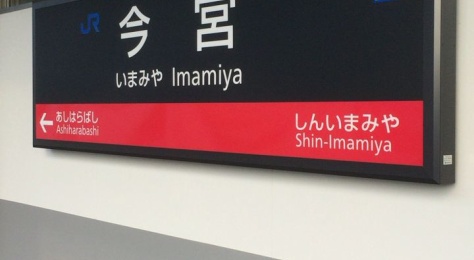 JR 今宮
いまみや Imamiya
← あしはらばし しんいまみや
Ashiharabashi Shin-Imamiya